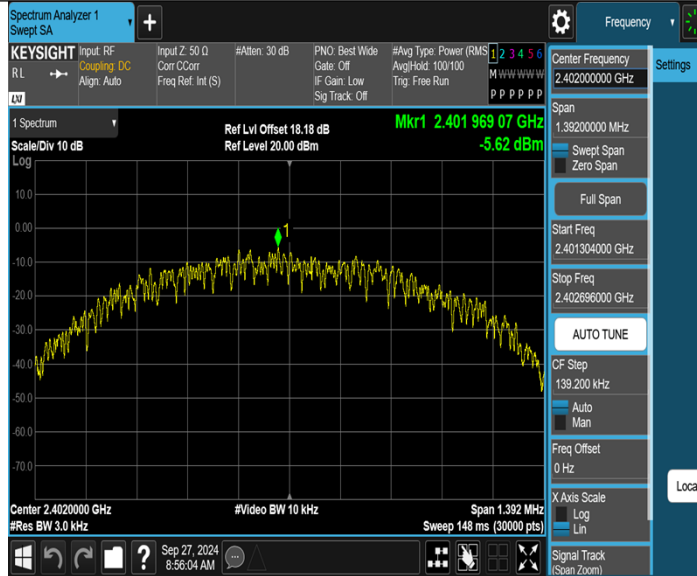 Spectrum Analyzer 1
Swept SA
Frequency
KEYSIGHT
RL
LXI
Input: RF
Coupling: DC
Align: Auto
Input Z: 50 Ω
Corr CCorr
Freq Ref: Int (S)
#Atten: 30 dB
PNO: Best Wide
Gate: Off
IF Gain: Low
Sig Track: Off
#Avg Type: Power (RMS
Avg|Hold: 100/100
Trig: Free Run
1 2 3 4 5 6
M W W W W W
P P P P P P
Center Frequency
2.402000000 GHz
Settings
Span
1.39200000 MHz
Swept Span
Zero Span
Full Span
Start Freq
2.401304000 GHz
Stop Freq
2.402696000 GHz
AUTO TUNE
CF Step
139.200 kHz
Auto
Man
Freq Offset
0 Hz
X Axis Scale
Log
Lin
Signal Track
(Span Zoom)
Loca
1 Spectrum
Scale/Div 10 dB
Log
Ref Lvl Offset 18.18 dB
Ref Level 20.00 dBm
Mkr1 2.401 969 07 GHz
-5.62 dBm
1
10.0
0.00
-10.0
-20.0
-30.0
-40.0
-50.0
-60.0
-70.0
Center 2.4020000 GHz
#Res BW 3.0 kHz
#Video BW 10 kHz
Span 1.392 MHz
Sweep 148 ms (30000 pts)
?
Sep 27, 2024
8:56:04 AM